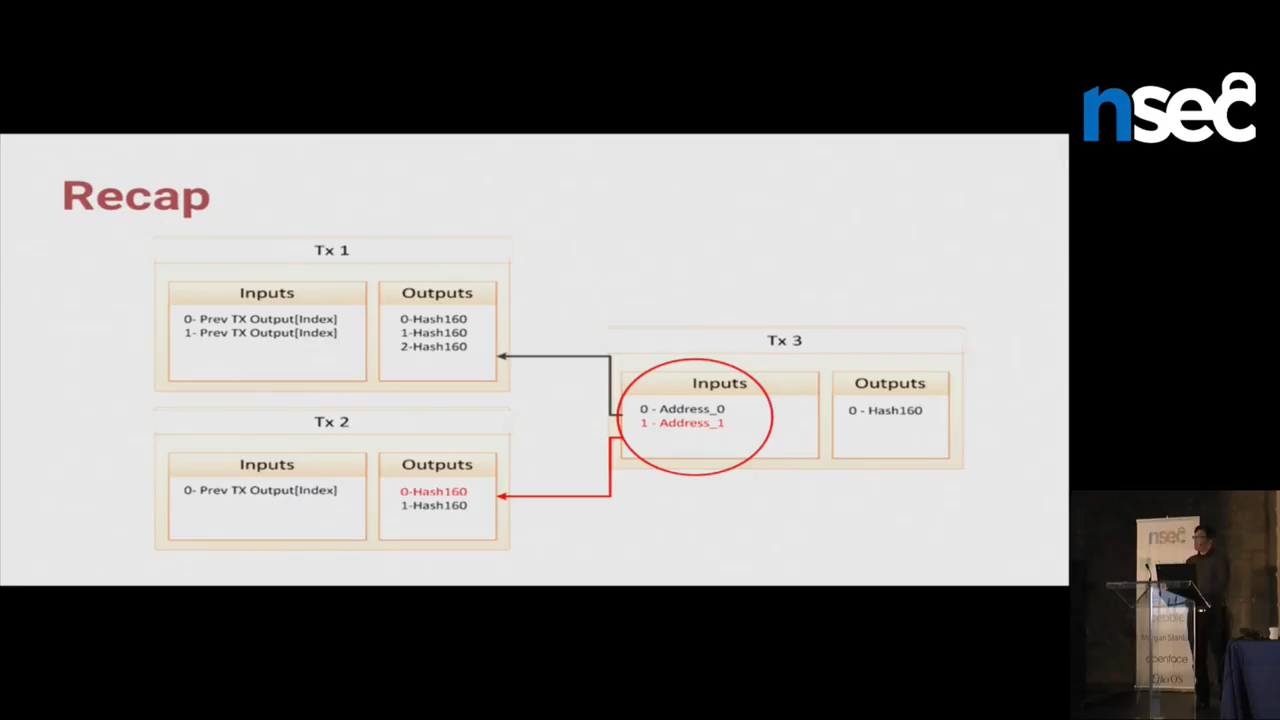 nsec
Recap
Tx 1
Inputs
Outputs
0- Prev TX Output[Index]
1- Prev TX Output[Index]
0-Hash160
1-Hash160
2-Hash160
Tx 2
Inputs
Outputs
0- Prev TX Output[Index]
0-Hash160
1-Hash160
Tx 3
Inputs
Outputs
0 - Address_0
1 - Address_1
0 - Hash160
nsec